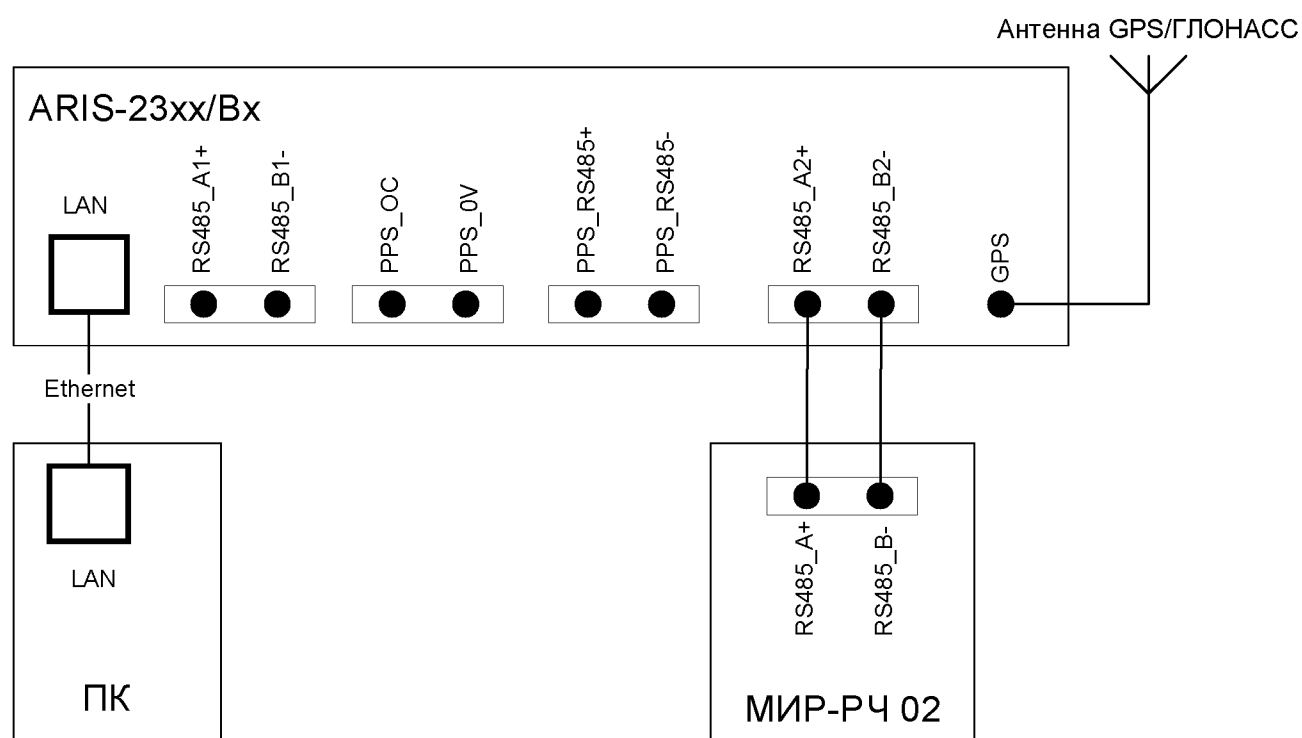 Антенна GPS/ГЛОНАСС
ARIS-23xx/Bx
LAN
RS485_A1+
RS485_B1-
PPS_OC
PPS_0V
PPS_RS485+
PPS_RS485-
RS485_A2+
RS485_B2-
GPS
Ethernet
LAN
ПК
RS485_A+
RS485_B-
МИР-РЧ 02